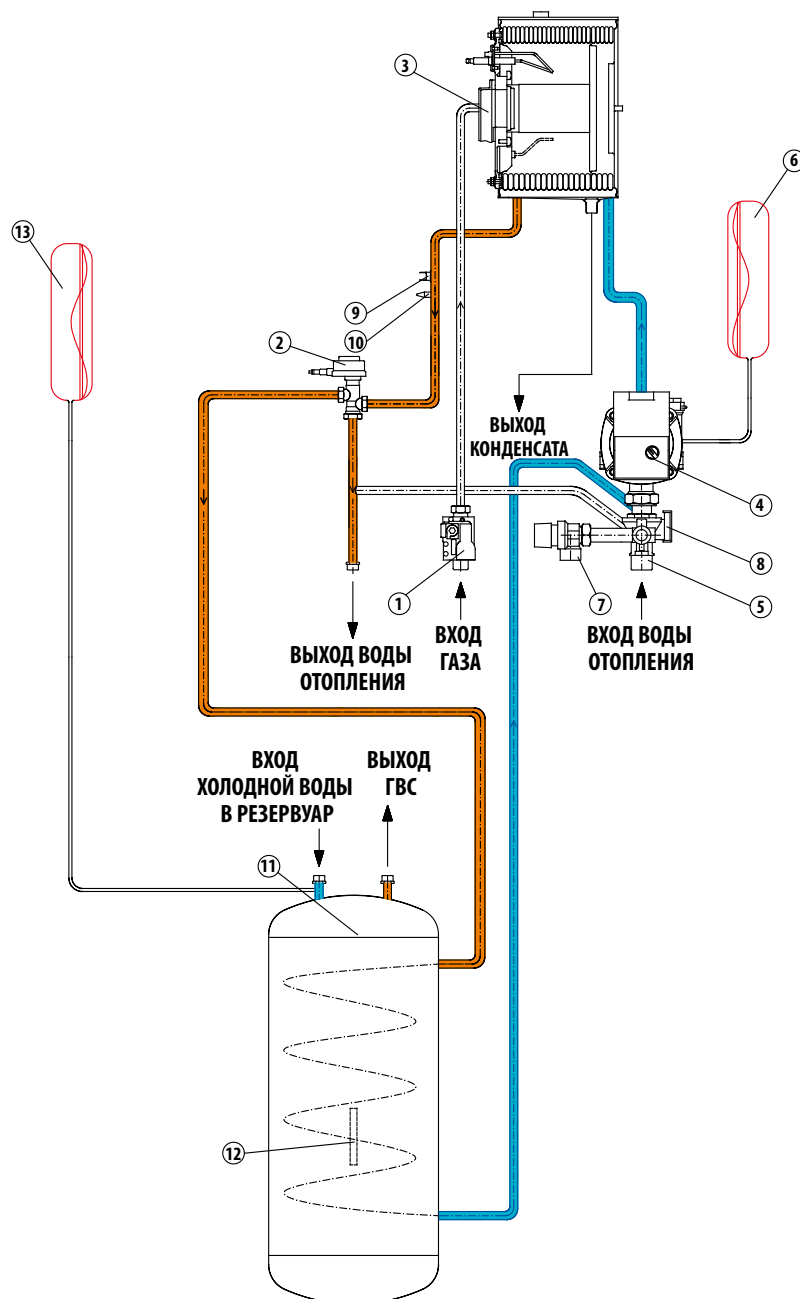 3
6
13
9
10
2
ВЫХОД
КОНДЕНСАТА
4
8
1
7
5
ВХОД
ГАЗА
ВХОД ВОДЫ
ОТОПЛЕНИЯ
ВЫХОД ВОДЫ
ОТОПЛЕНИЯ
ВХОД
ХОЛОДНОЙ ВОДЫ
В РЕЗЕРВУАР
ВЫХОД
ГВС
11
12